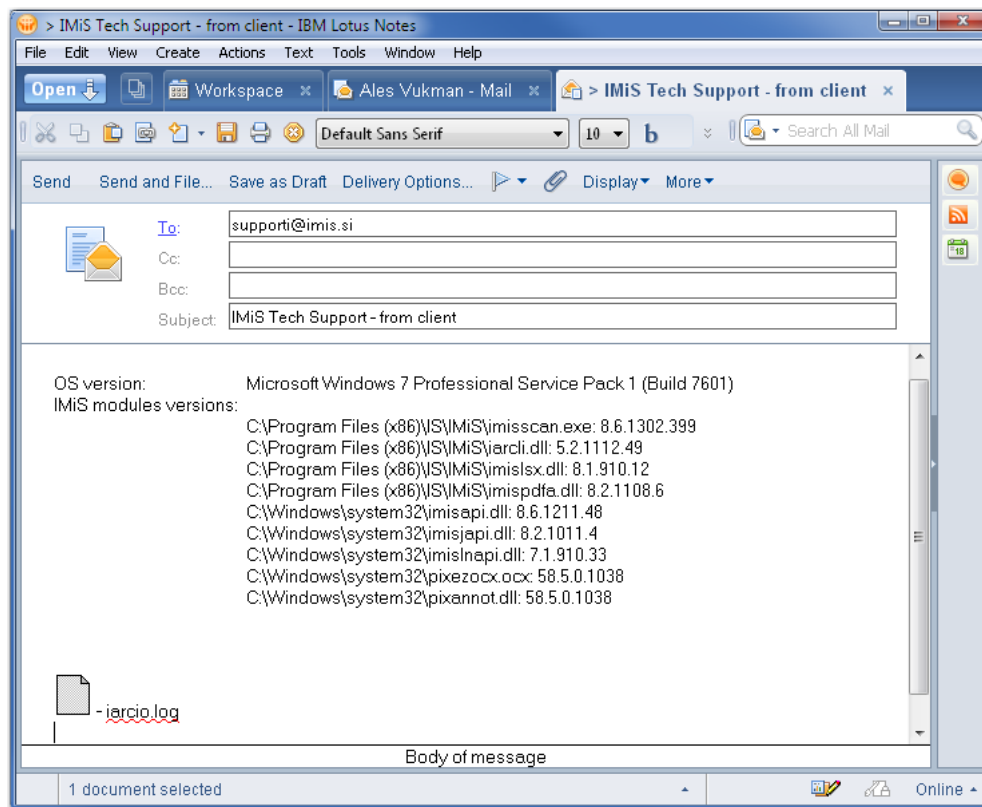 > IMiS Tech Support - from client - IBM Lotus Notes
File Edit View Create Actions Text Tools Window Help
Open Workspace × Ales Vukman - Mail × > IMiS Tech Support - from client ×
Default Sans Serif 10 b » Search All Mail
Send Send and File... Save as Draft Delivery Options... Display More
To: supporti@imis.si
Cc:
Bcc:
Subject: IMiS Tech Support - from client
18
OS version: Microsoft Windows 7 Professional Service Pack 1 (Build 7601)
IMiS modules versions:
C:\Program Files (x86)\IS\IMiS\imisscan.exe: 8.6.1302.399
C:\Program Files (x86)\IS\IMiS\iarcli.dll: 5.2.1112.49
C:\Program Files (x86)\IS\IMiS\imislsx.dll: 8.1.910.12
C:\Program Files (x86)\IS\IMiS\imispdfa.dll: 8.2.1108.6
C:\Windows\system32\imisapi.dll: 8.6.1211.48
C:\Windows\system32\imisjapi.dll: 8.2.1011.4
C:\Windows\system32\imislnapi.dll: 7.1.910.33
C:\Windows\system32\pixezocx.ocx: 58.5.0.1038
C:\Windows\system32\pixannot.dll: 58.5.0.1038
- iarcio.log
Body of message
1 document selected Online